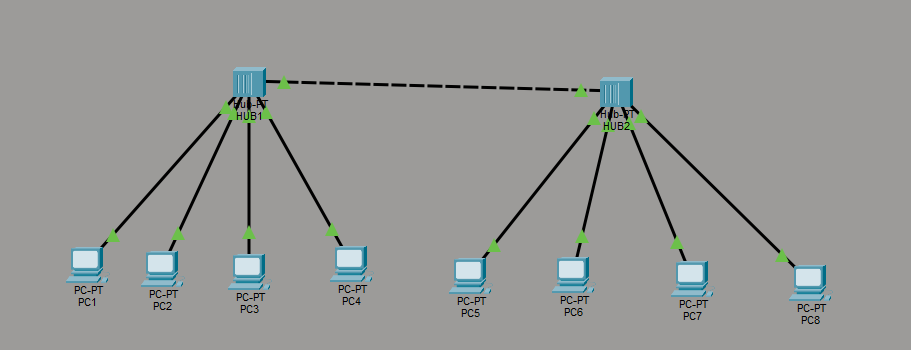 Hub-PT
HUB1
Hub-PT
HUB2
PC-PT
PC1
PC-PT
PC2
PC-PT
PC3
PC-PT
PC4
PC-PT
PC5
PC-PT
PC6
PC-PT
PC7
PC-PT
PC8